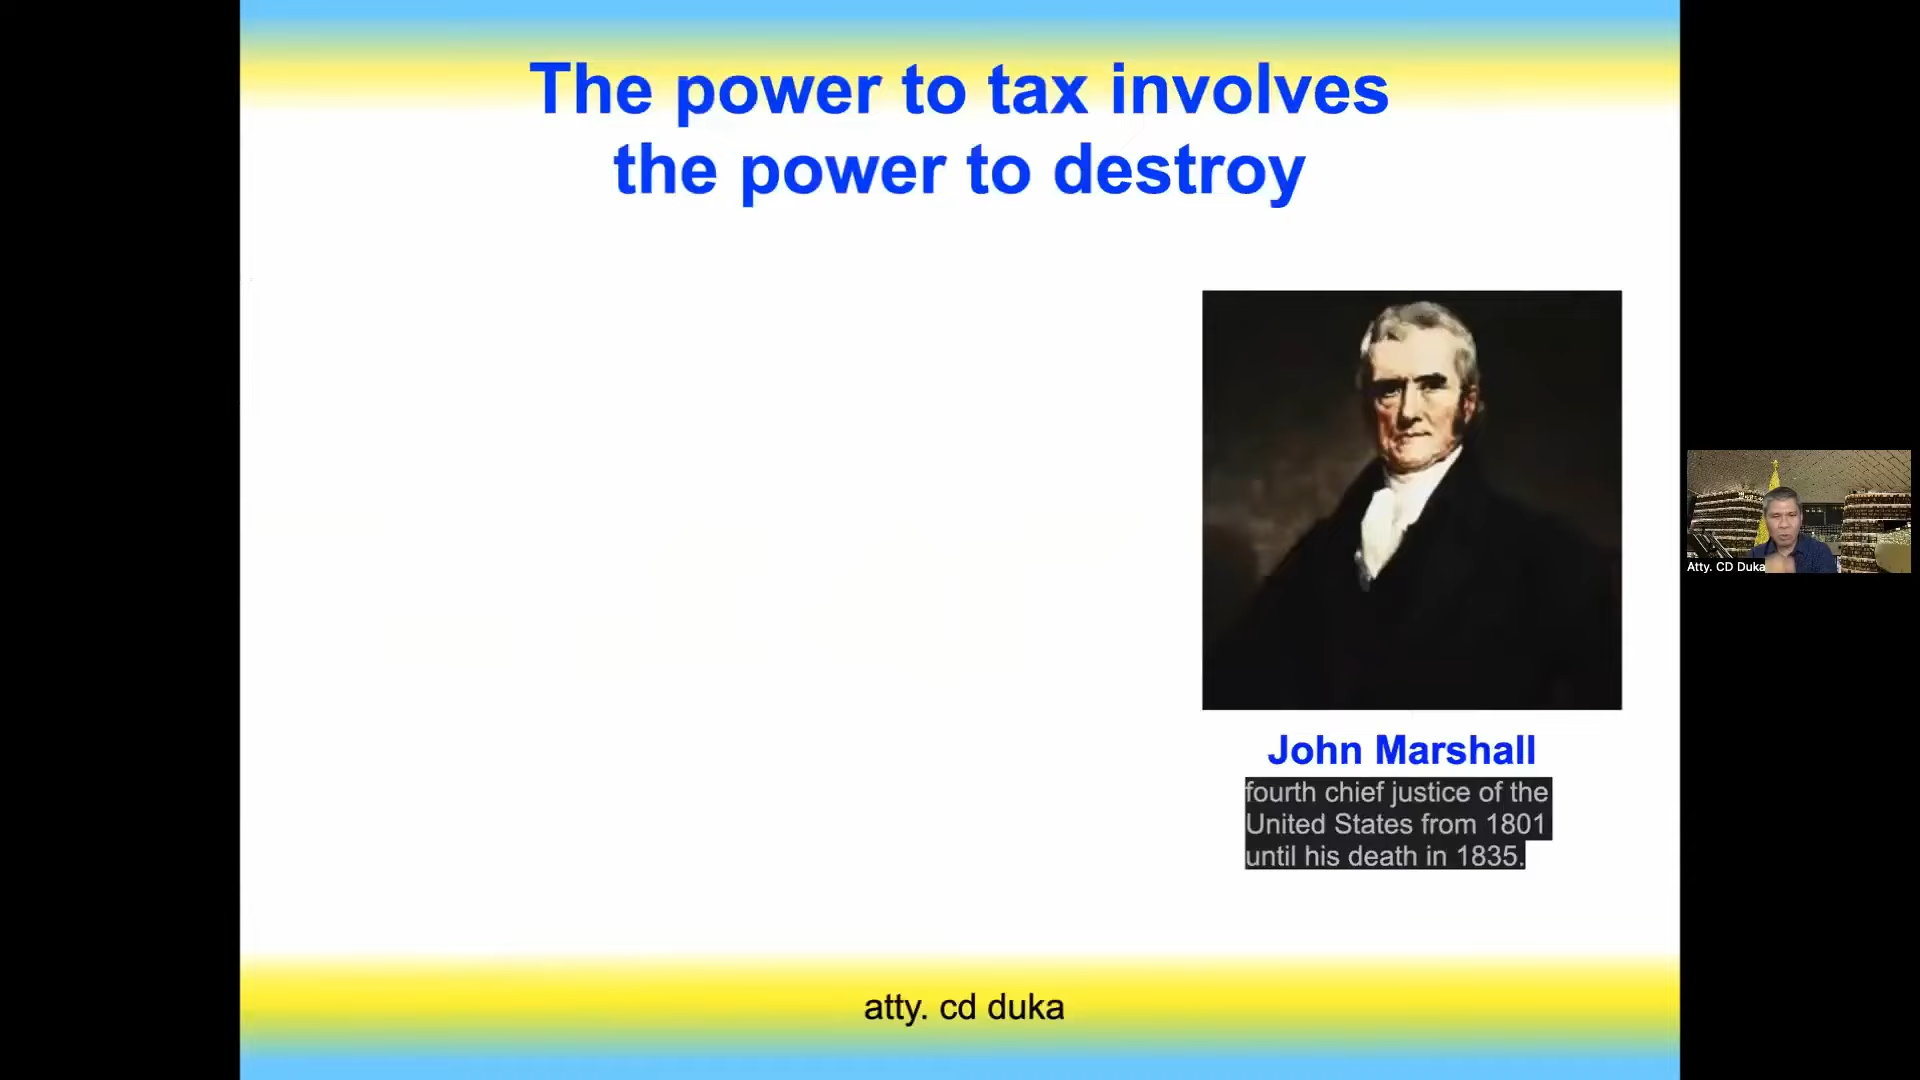 The power to tax involves
the power to destroy
John Marshall
fourth chief justice of the
United States from 1801
until his death in 1835.
Atty. CD Duka
atty. cd duka